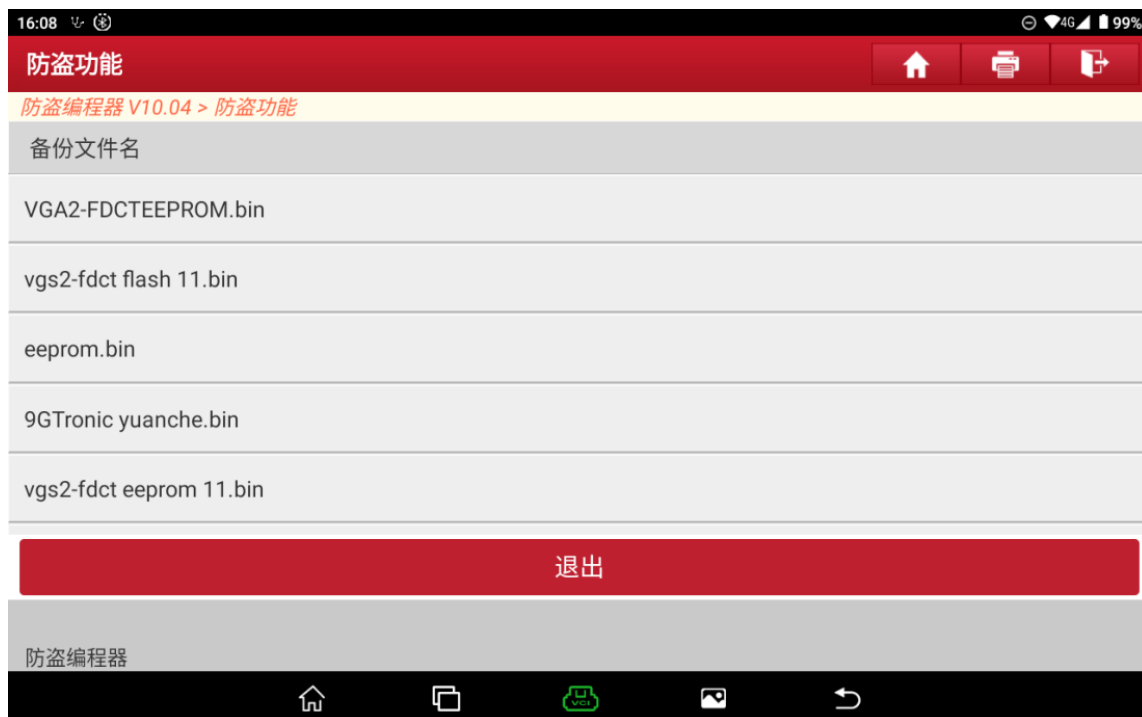 16:08 4G 99%
防盗功能
防盗编程器 V10.04 > 防盗功能
备份文件名
VGA2-FDCTEEPROM.bin
vgs2-fdct flash 11.bin
eeprom.bin
9GTronic yuanche.bin
vgs2-fdct eeprom 11.bin
退出
防盗编程器
VCI